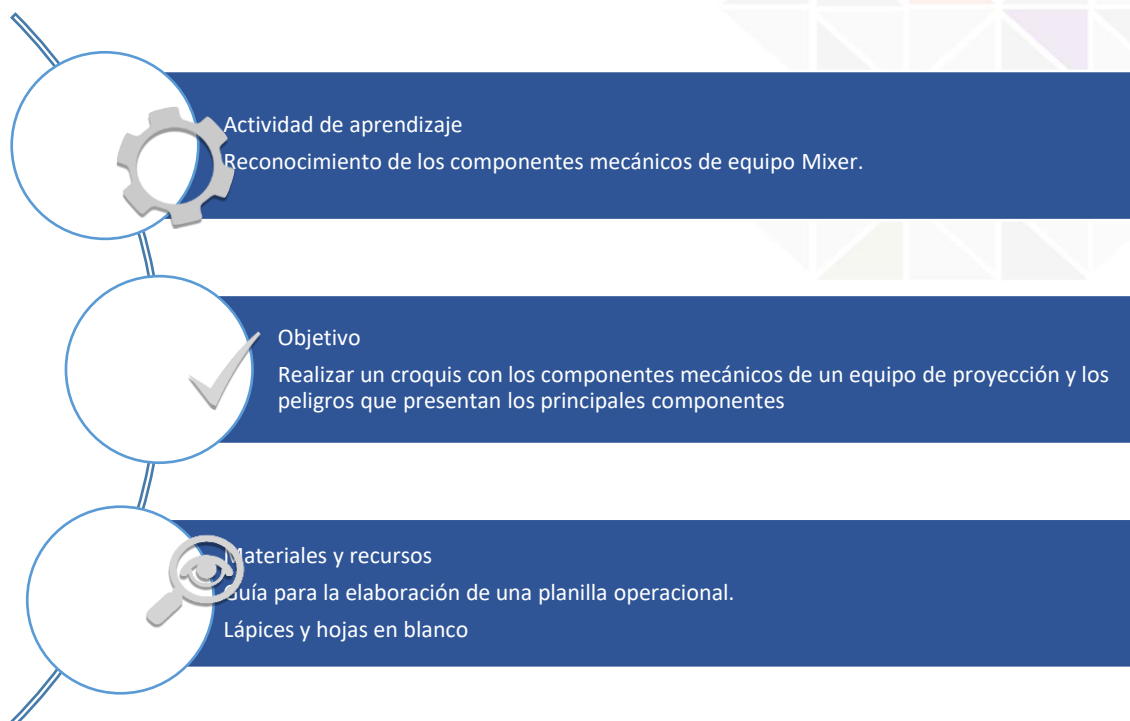 Actividad de aprendizaje
Reconocimiento de los componentes mecánicos de equipo Mixer.
Objetivo
Realizar un croquis con los componentes mecánicos de un equipo de proyección y los
peligros que presentan los principales componentes
Materiales y recursos
Guía para la elaboración de una planilla operacional.
Lápices y hojas en blanco